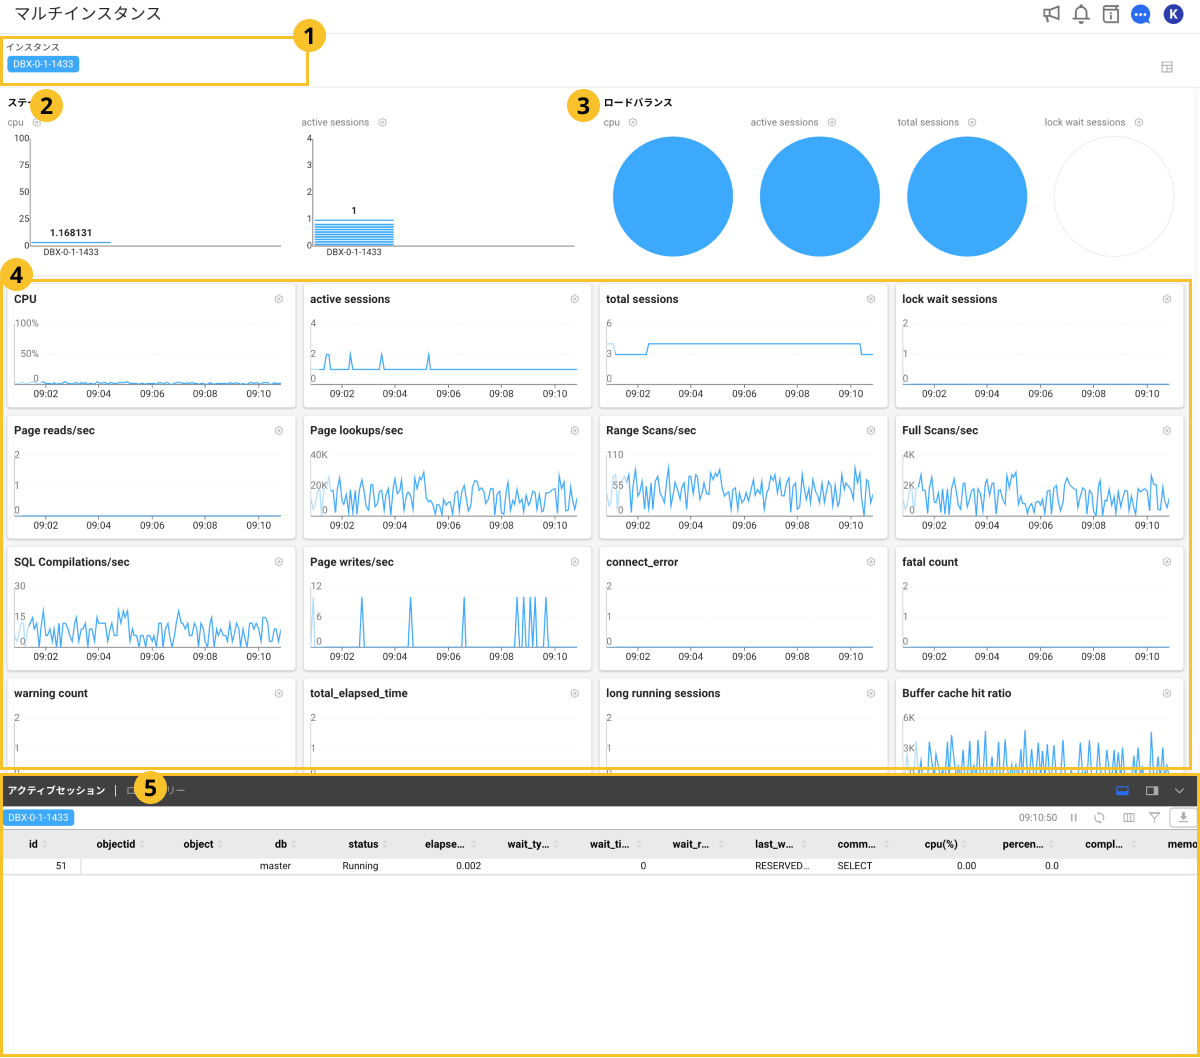 マルチインスタンス
K
1
インスタンス
DBX-0-1-1433
2
ステー
3
ロードバランス
cpu
active sessions
cpu
active sessions
total sessions
lock wait sessions
100
75
50
25
0
1.168131
DBX-0-1-1433
4
3
2
1
0
1
DBX-0-1-1433
4
CPU
100%
50%
0
09:02 09:04 09:06 09:08 09:10
active sessions
4
2
0
09:02 09:04 09:06 09:08 09:10
total sessions
6
3
0
09:02 09:04 09:06 09:08 09:10
lock wait sessions
2
1
0
09:02 09:04 09:06 09:08 09:10
Page reads/sec
2
1
0
09:02 09:04 09:06 09:08 09:10
Page lookups/sec
40K
20K
0
09:02 09:04 09:06 09:08 09:10
Range Scans/sec
110
55
0
09:02 09:04 09:06 09:08 09:10
Full Scans/sec
4K
2K
0
09:02 09:04 09:06 09:08 09:10
SQL Compilations/sec
30
15
0
09:02 09:04 09:06 09:08 09:10
Page writes/sec
12
6
0
09:02 09:04 09:06 09:08 09:10
connect_error
2
1
0
09:02 09:04 09:06 09:08 09:10
fatal count
2
1
0
09:02 09:04 09:06 09:08 09:10
warning count
2
1
total_elapsed_time
2
1
long running sessions
2
1
Buffer cache hit ratio
6K
3K
アクティブセッション
5
リー
DBX-0-1-1433
09:10:50
id objectid object db status elapse... wait_ty... wait_ti... wait_r... last_w... comm... cpu(%) percen... compl... memo
51 master Running 0.002 0 RESERVED... SELECT 0.00 0.0